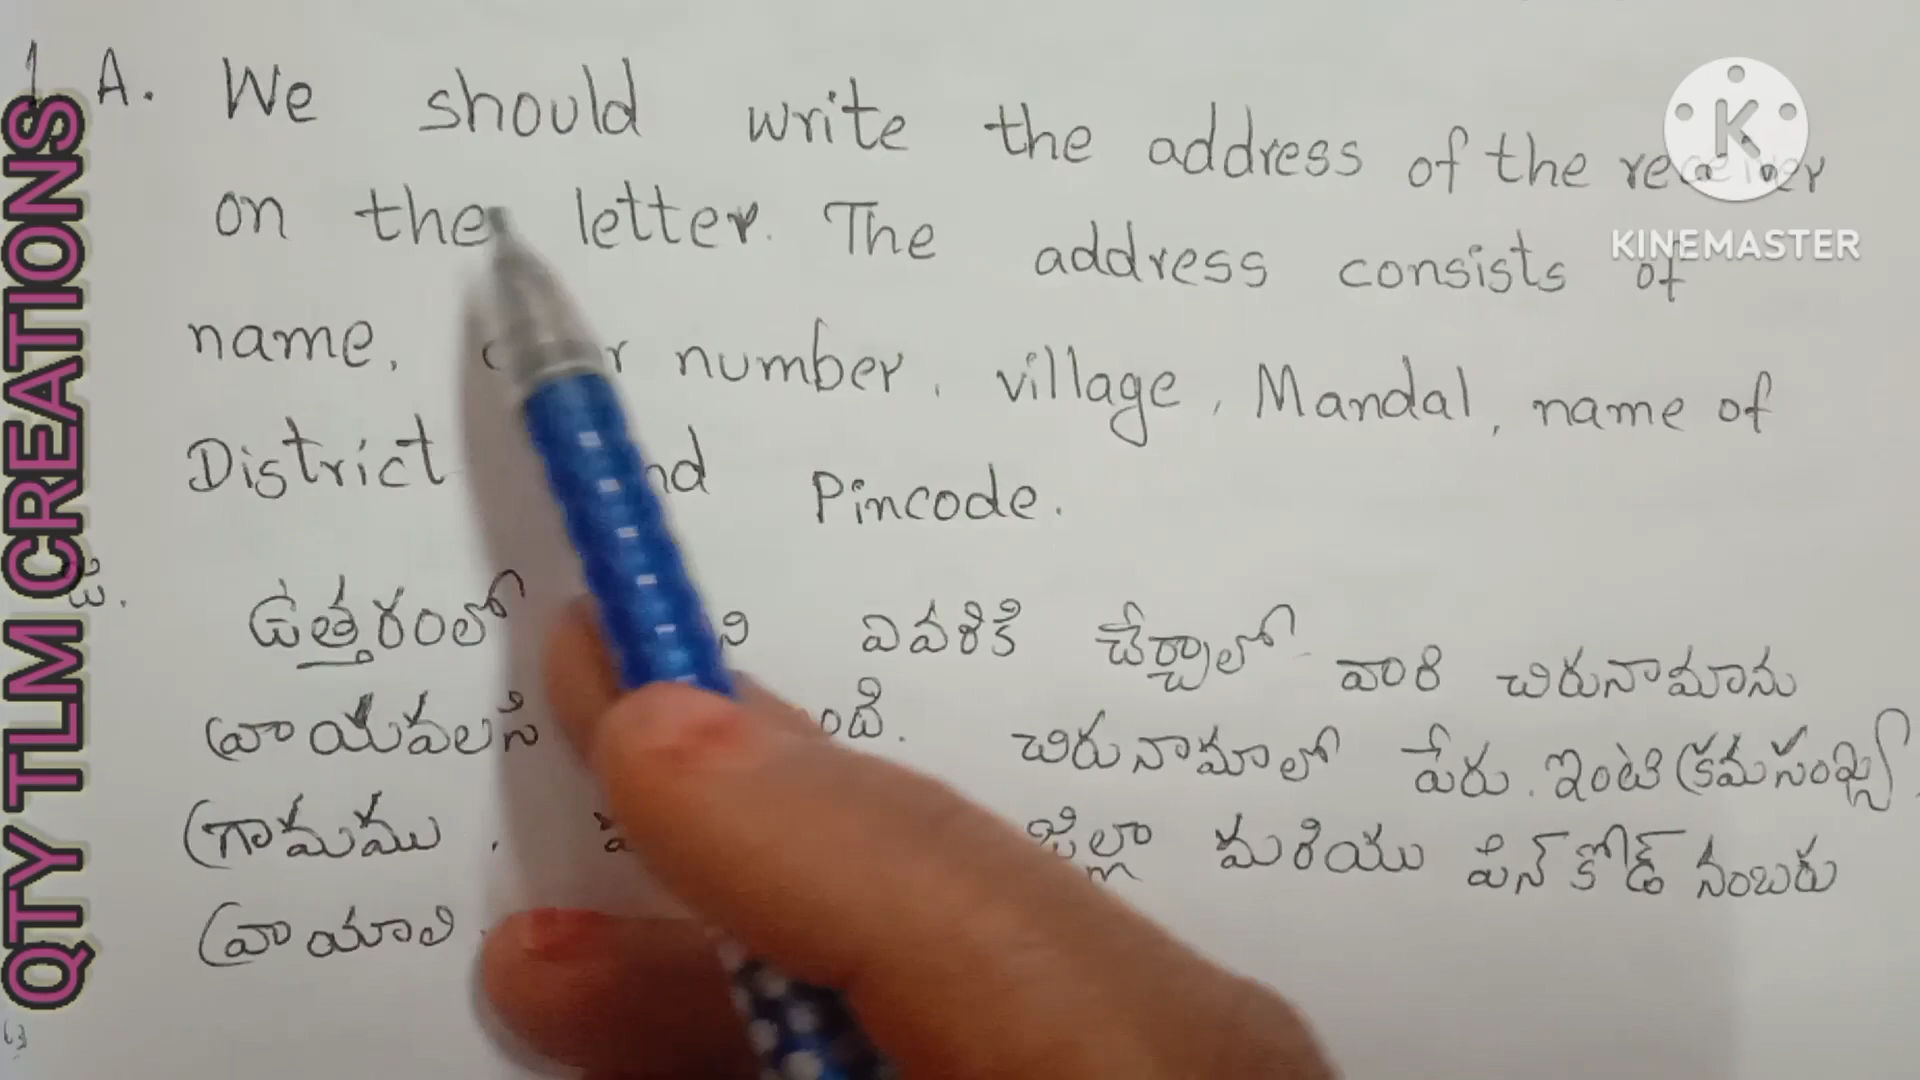 QTY TLM CREATIONS
KINEMASTER
1 A. We should write the address of the receiver
on the letter. The address consists of
name, number, village, Mandal, name of
District Pincode.
ఉత్తరంలో ఎవరికి చేర్చాలో వారి చిరునామాను
వ్రాయవలసి చిరునామాలో పేరు. ఇంటి క్రమసంఖ్య
గ్రామము. జిల్లా మరియు పిన్ కోడ్ నంబరు
వ్రాయాలి.